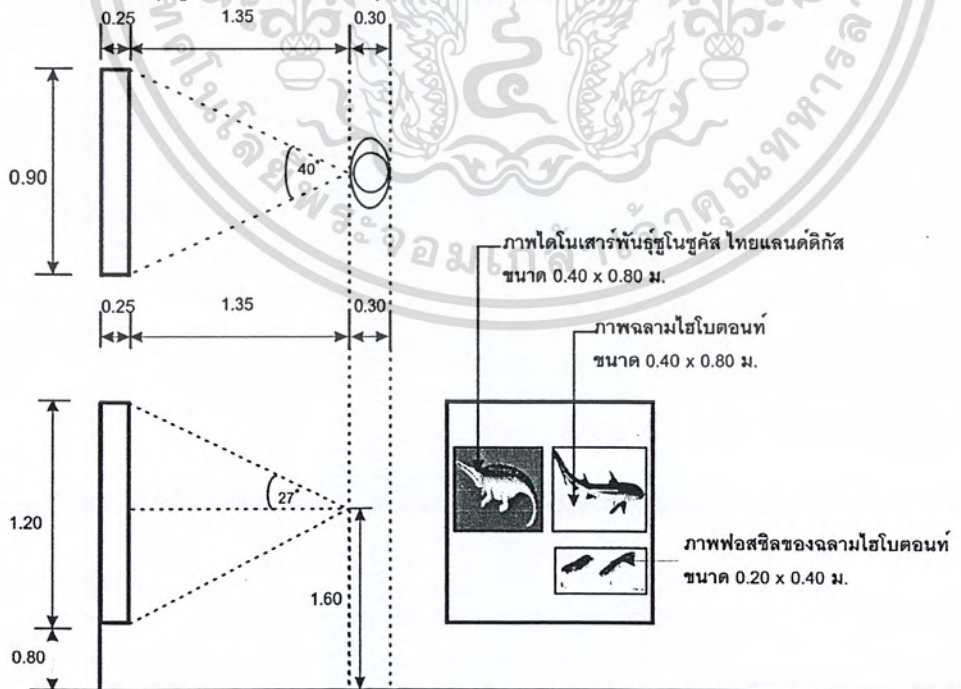 0.25
1.35
0.30
0.90
40°
0.25
1.35
0.30
ภาพไดโนเสาร์พันธุ์ซูโนซูคัส ไทยแลนด์ดิกัส
ขนาด 0.40 x 0.80 ม.
ภาพฉลามไฮโบดอนท์
ขนาด 0.40 x 0.80 ม.
1.20
27°
1.60
0.80
ภาพฟอสซิลของฉลามไฮโบตอนท์
ขนาด 0.20 x 0.40 ม.